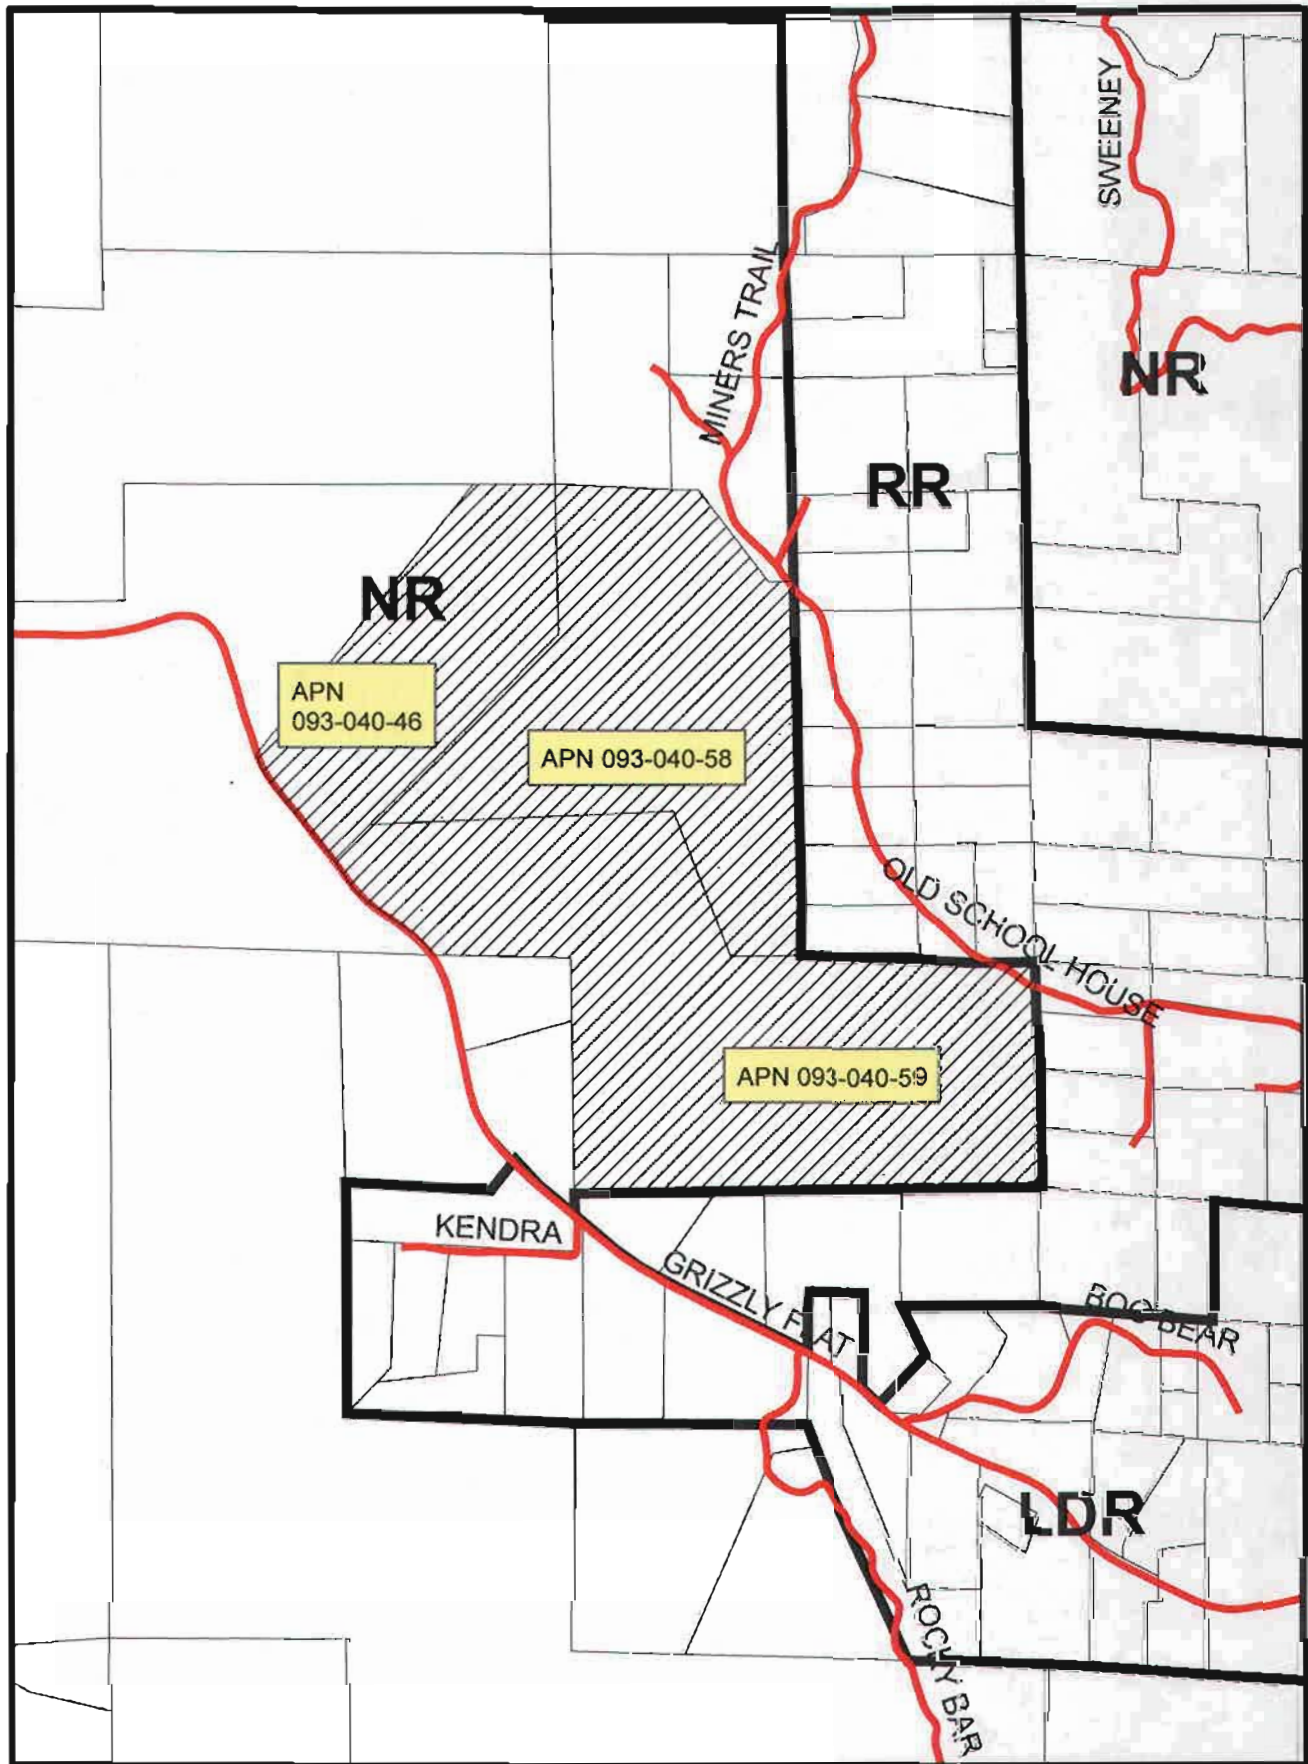 SWEENEY
MINERS TRAIL
NR
RR
NR
APN
093-040-46
APN 093-040-58
OLD SCHOOL HOUSE
APN 093-040-59
KENDRA
GRIZZLY FLAT
BOO BEAR
LDR
ROCKY BAR